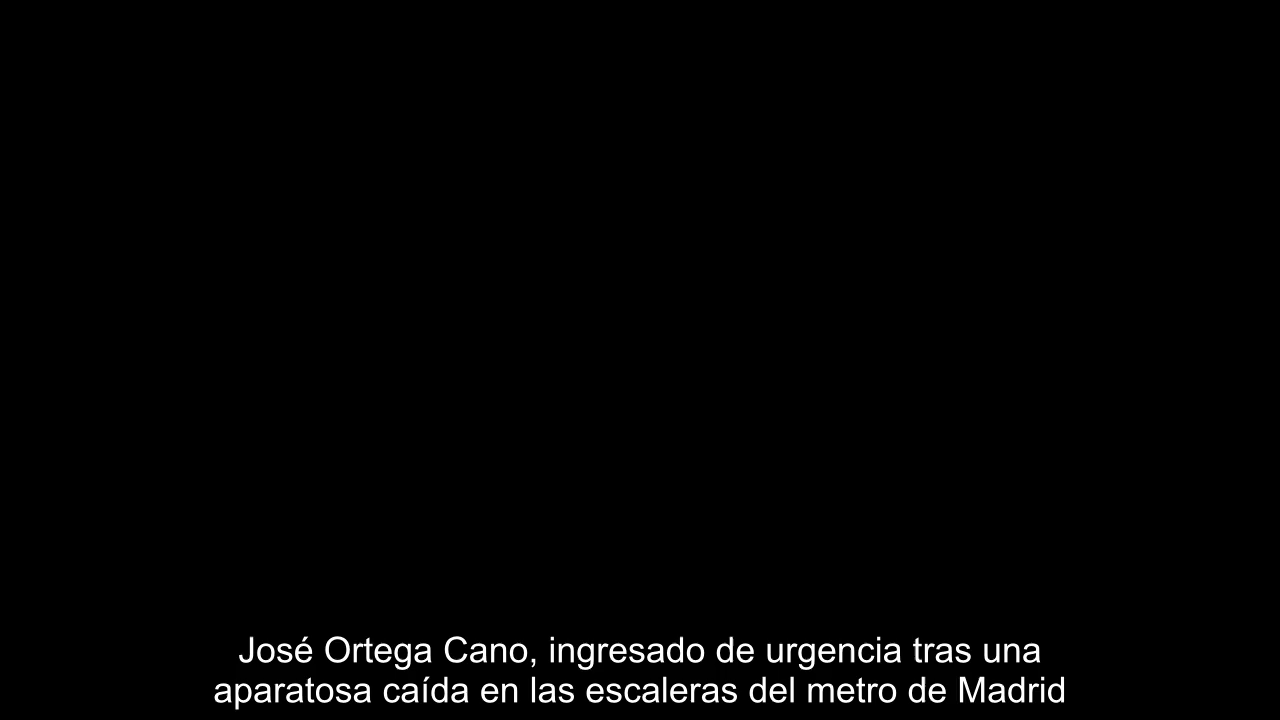 José Ortega Cano, ingresado de urgencia tras una
aparatosa caída en las escaleras del metro de Madrid